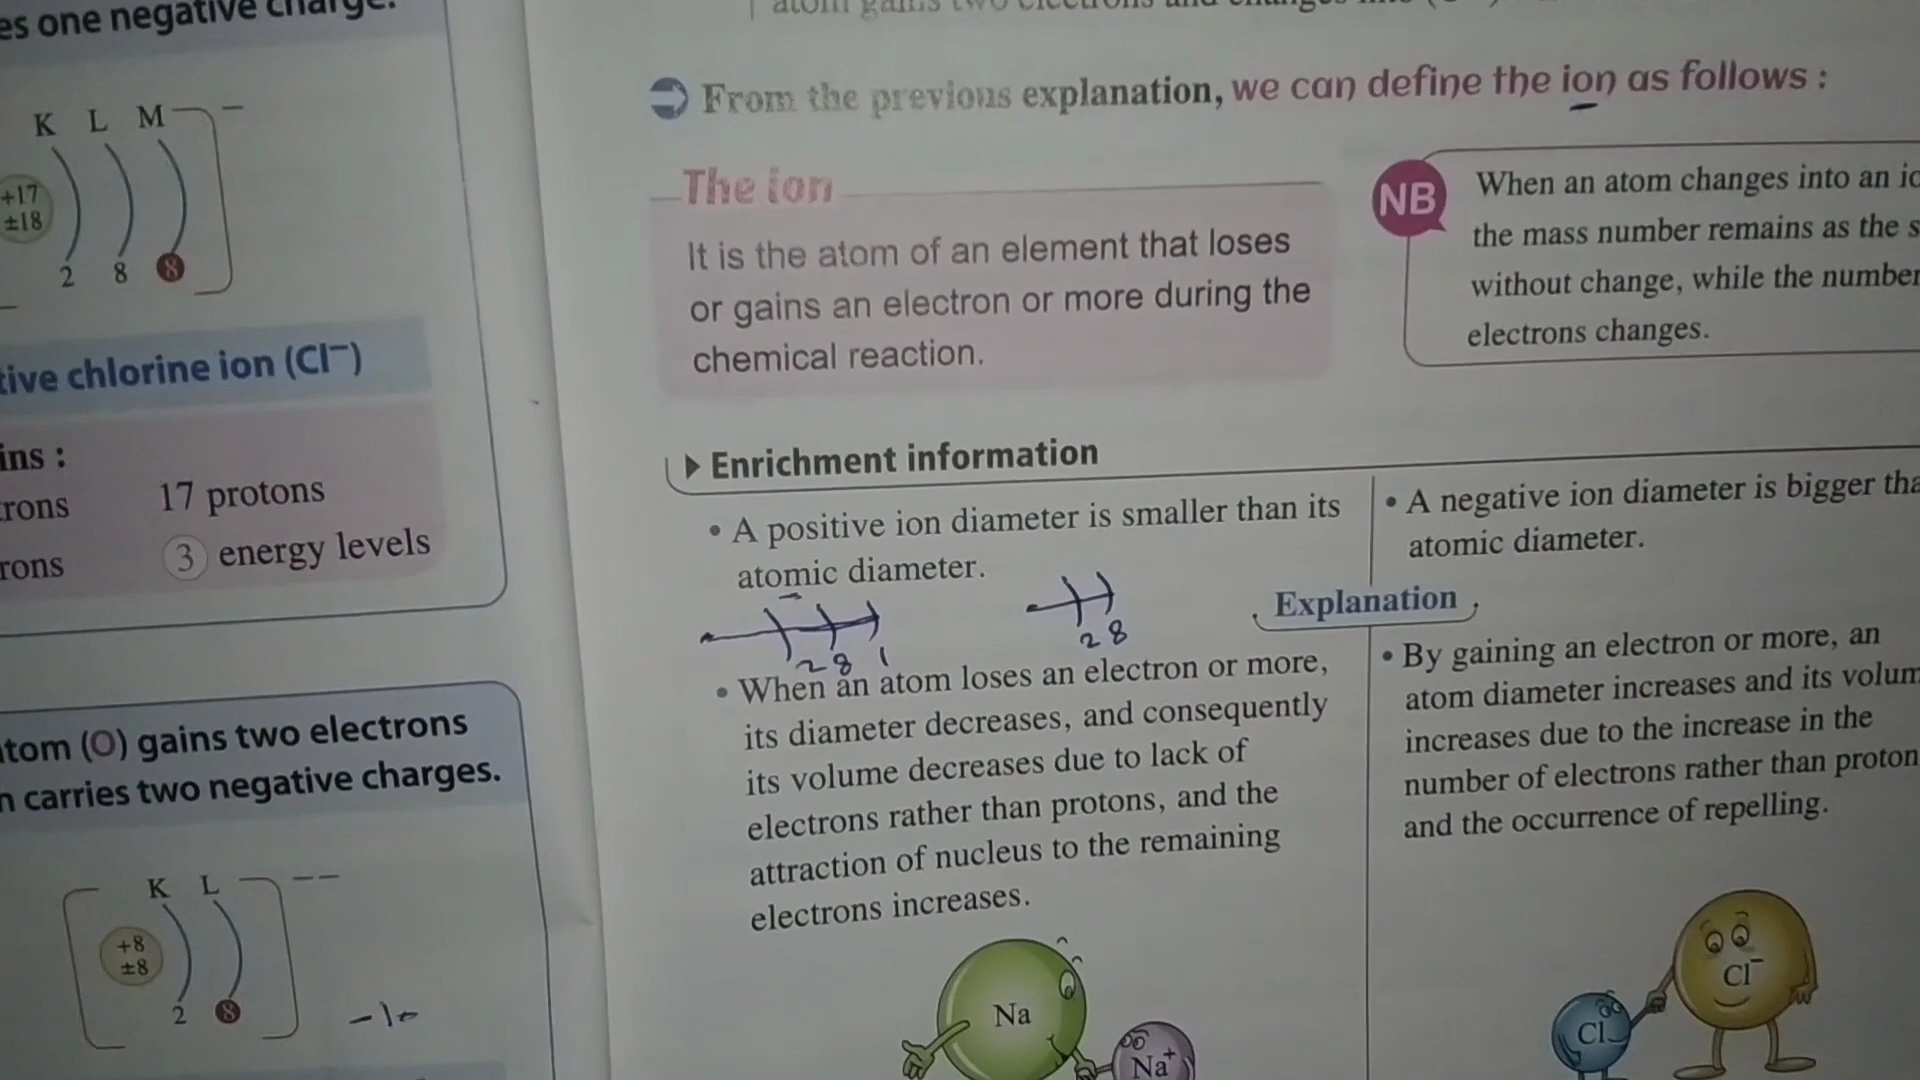 es one negative charge.
K L M
–
+17
±18
2 8 8
tive chlorine ion (Cl⁻)
ins :
trons 17 protons
rons 3 energy levels
atom (O) gains two electrons
n carries two negative charges.
K L
– –
+8
±8
2 8
-10
atom gains two electrons and changes into
From the previous explanation, we can define the ion as follows :
The ion
It is the atom of an element that loses
or gains an electron or more during the
chemical reaction.
NB
When an atom changes into an io
the mass number remains as the s
without change, while the number
electrons changes.
Enrichment information
• A positive ion diameter is smaller than its
atomic diameter.
2 8 1
2 8
• A negative ion diameter is bigger tha
atomic diameter.
Explanation
• When an atom loses an electron or more,
its diameter decreases, and consequently
its volume decreases due to lack of
electrons rather than protons, and the
attraction of nucleus to the remaining
electrons increases.
• By gaining an electron or more, an
atom diameter increases and its volum
increases due to the increase in the
number of electrons rather than proton
and the occurrence of repelling.
Na
Na⁺
Cl
Cl⁻